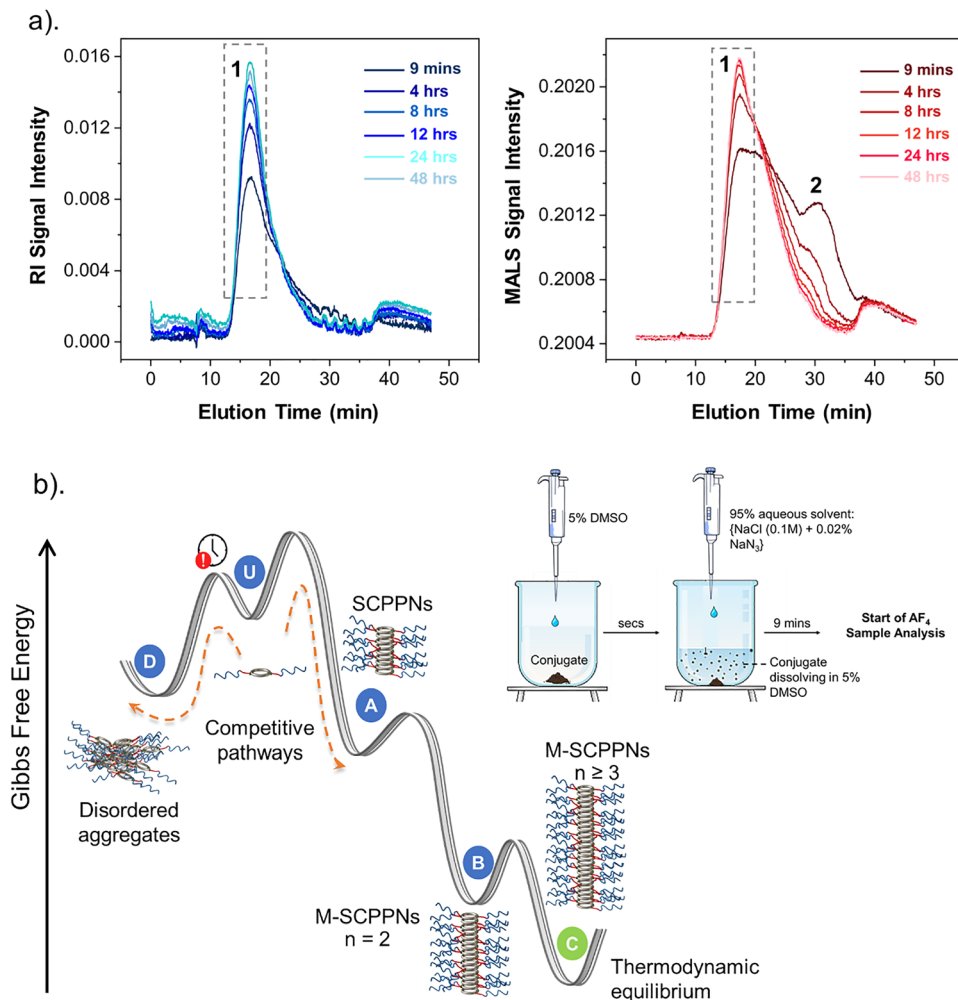 a).
RI Signal Intensity
0.016
0.012
0.008
0.004
0.000
1
9 mins
4 hrs
8 hrs
12 hrs
24 hrs
48 hrs
0
10
20
30
40
50
Elution Time (min)
MALS Signal Intensity
0.2020
0.2016
0.2012
0.2008
0.2004
1
2
9 mins
4 hrs
8 hrs
12 hrs
24 hrs
48 hrs
0
10
20
30
40
50
Elution Time (min)
b).
Gibbs Free Energy
5% DMSO
Conjugate
secs
95% aqueous solvent:
{NaCl (0.1M) + 0.02%
NaN₃}
9 mins
Start of AF₄
Sample Analysis
Conjugate
dissolving in 5%
DMSO
!
U
D
SCPPNs
A
Competitive
pathways
Disordered
aggregates
M-SCPPNs
n ≥ 3
B
M-SCPPNs
n = 2
C
Thermodynamic
equilibrium